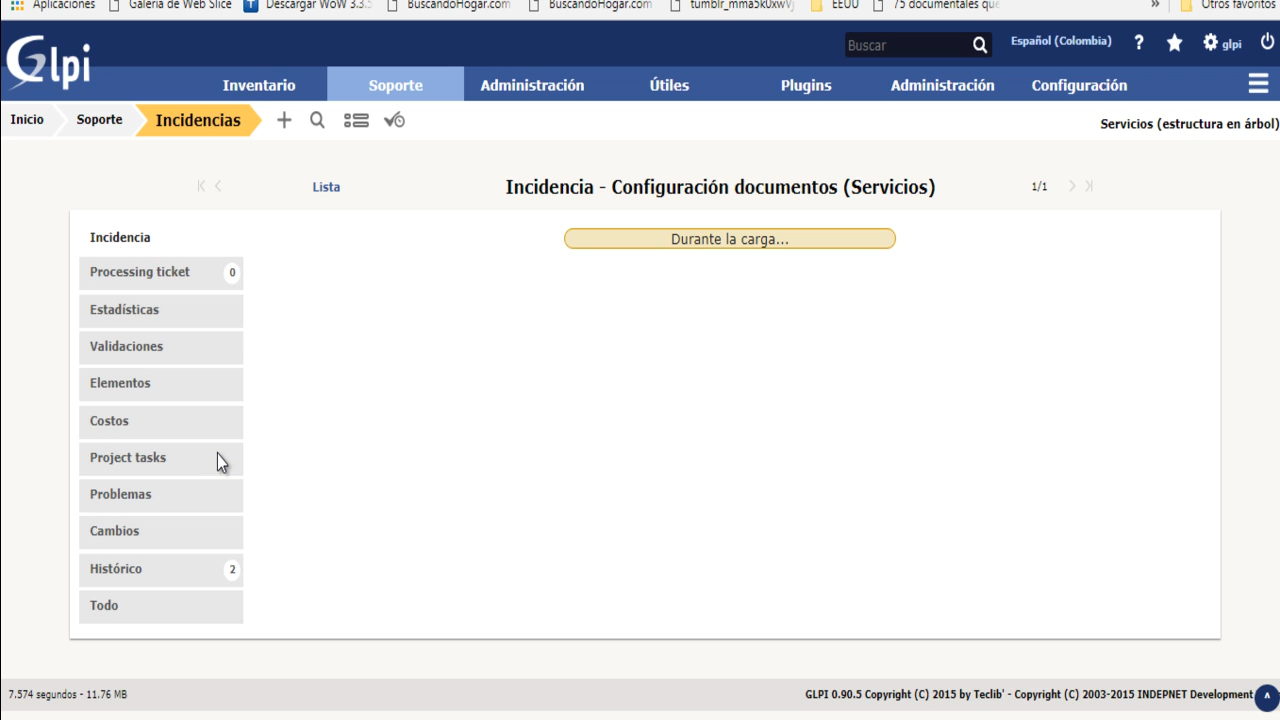 Aplicaciones Galería de Web Slice Descargar WoW 3.3.5 BuscandoHogar.com BuscandoHogar.com EEUU 75 documentales que » Otros favoritos
Glpi
Buscar Español (Colombia) ? glpi
Inventario Soporte Administración Útiles Plugins Administración Configuración
Inicio Soporte Incidencias Servicios (estructura en árbol)
Lista Incidencia - Configuración documentos (Servicios) 1/1
Incidencia
Durante la carga...
Processing ticket 0
Estadísticas
Validaciones
Elementos
Costos
Project tasks
Problemas
Cambios
Histórico 2
Todo
7.574 segundos - 11.76 MB GLPI 0.90.5 Copyright (C) 2015 by Teclib' - Copyright (C) 2003-2015 INDEPNET Development